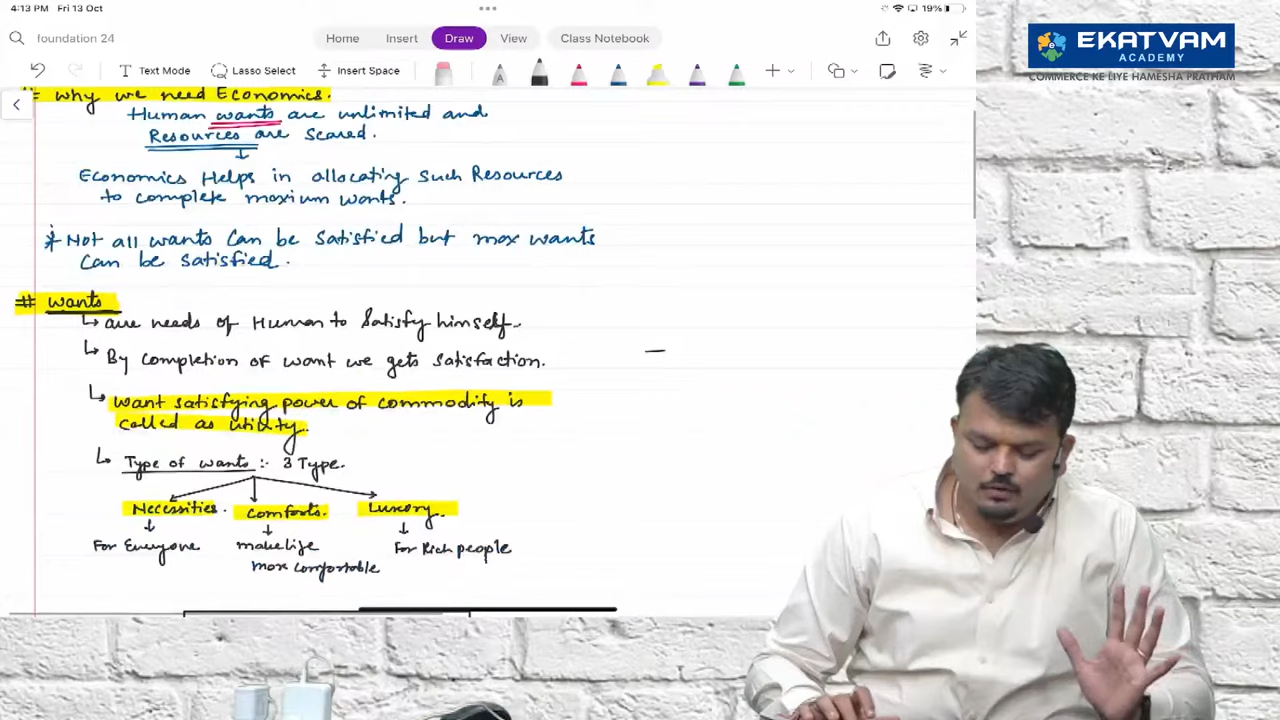 4:13 PM Fri 13 Oct
19%
foundation 24
Home Insert Draw View Class Notebook
Text Mode Lasso Select Insert Space
EKATVAM
ACADEMY
COMMERCE KE LIYE HAMESHA PRATHAM
# why we need Economics.
Human wants are unlimited and
Resources are scared.
Economics Helps in allocating such Resources
to complete maxium wants.
* Not all wants can be satisfied but max wants
can be satisfied.
# wants
↳ are needs of Human to satisfy himself.
↳ By completion of want we gets satisfaction.
↳ want satisfying power of commodity is
called as utility.
↳ Type of wants :- 3 Type.
Necessities. Comforts. Luxory.
For Everyone make life For Rich people
more comfortable